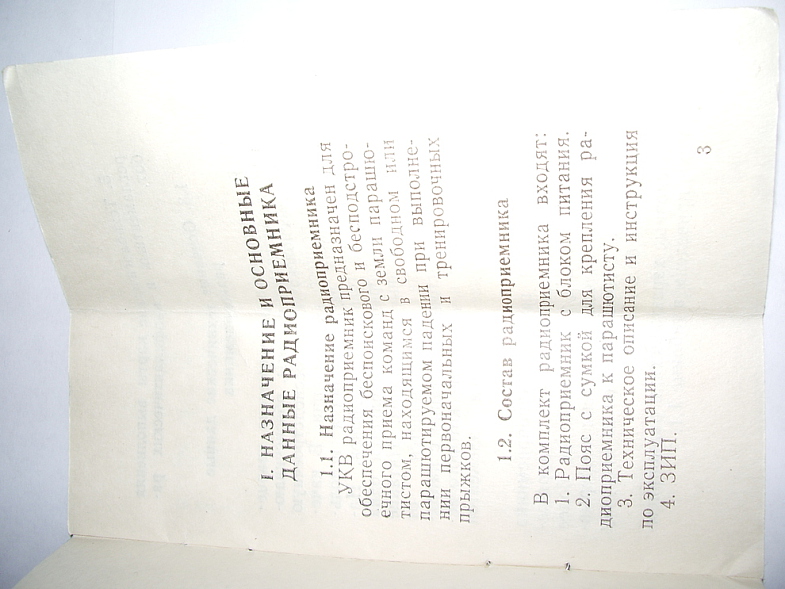 I. НАЗНАЧЕНИЕ И ОСНОВНЫЕ
ДАННЫЕ РАДИОПРИЕМНИКА
1.1. Назначение радиоприемника
УКВ радиоприемник предназначен для
обеспечения беспоискового и бесподстро-
ечного приема команд с земли парашю-
тистом, находящимся в свободном или
парашютируемом падении при выполне-
нии первоначальных и тренировочных
прыжков.
1.2. Состав радиоприемника
В комплект радиоприемника входят:
1. Радиоприемник с блоком питания.
2. Пояс с сумкой для крепления ра-
диоприемника к парашютисту.
3. Техническое описание и инструкция
по эксплуатации.
4. ЗИП.
3